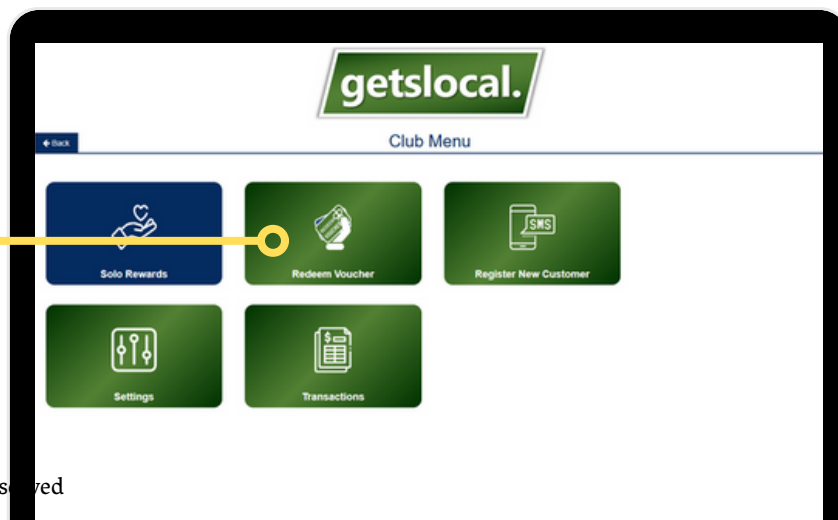 getslocal.
Back
Club Menu
SMS
Solo Rewards
Redeem Voucher
Register New Customer
Settings
Transactions